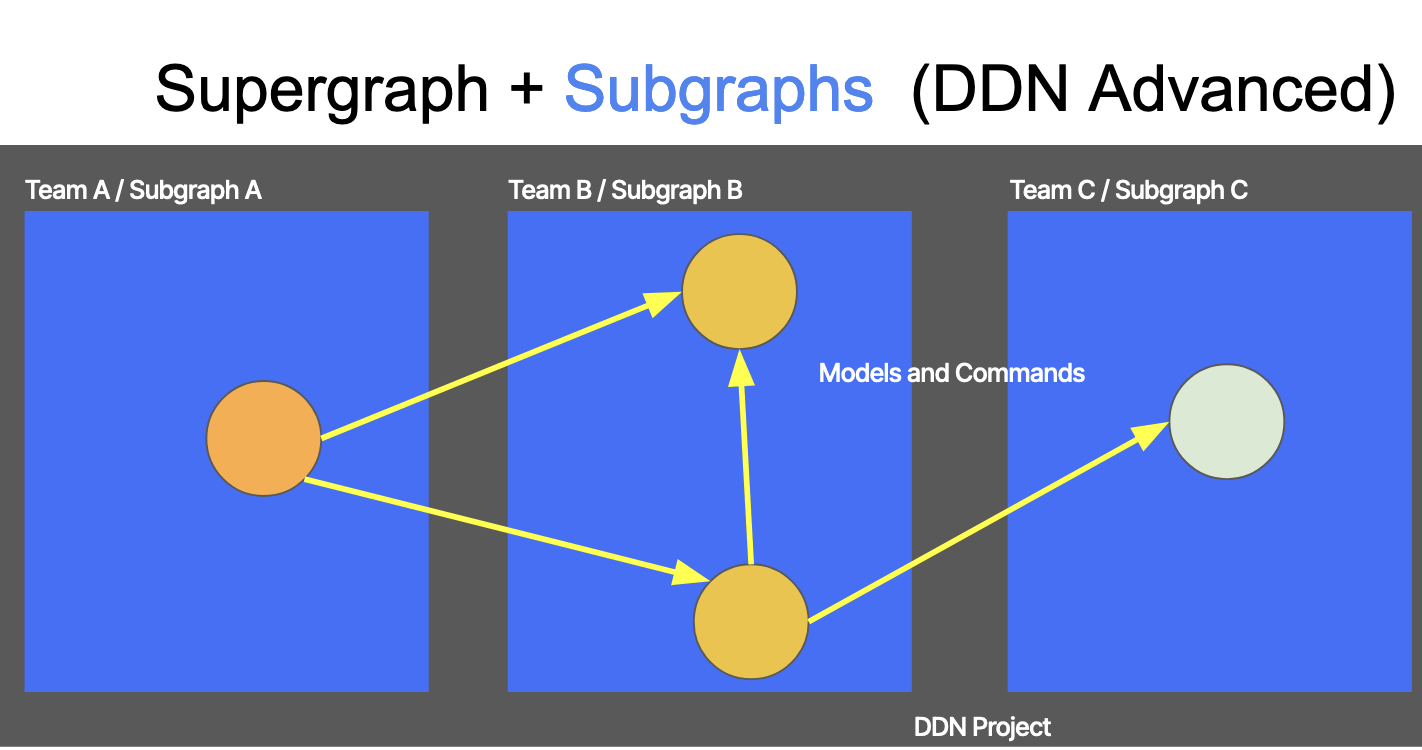 Supergraph + Subgraphs (DDN Advanced)
Team A / Subgraph A
Team B / Subgraph B
Team C / Subgraph C
Models and Commands
DDN Project